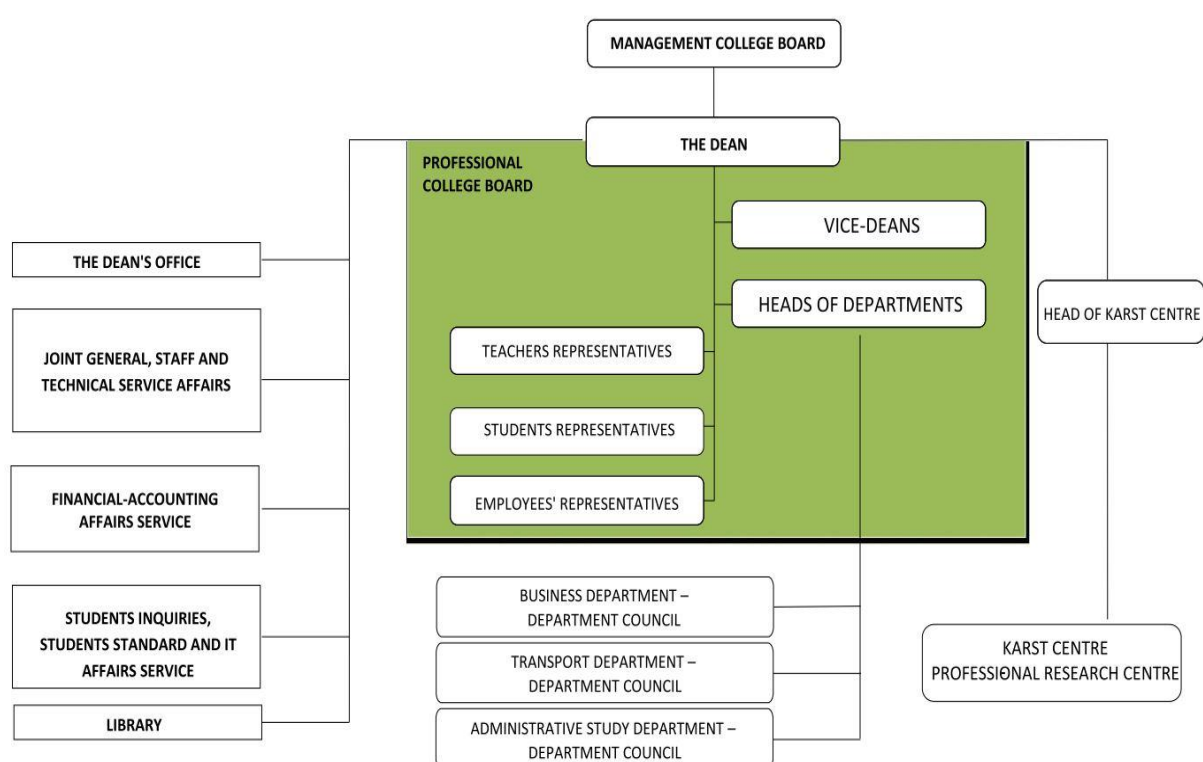 MANAGEMENT COLLEGE BOARD
THE DEAN
PROFESSIONAL
COLLEGE BOARD
VICE-DEANS
HEADS OF DEPARTMENTS
TEACHERS REPRESENTATIVES
STUDENTS REPRESENTATIVES
EMPLOYEES' REPRESENTATIVES
THE DEAN'S OFFICE
JOINT GENERAL, STAFF AND
TECHNICAL SERVICE AFFAIRS
FINANCIAL-ACCOUNTING
AFFAIRS SERVICE
STUDENTS INQUIRIES,
STUDENTS STANDARD AND IT
AFFAIRS SERVICE
LIBRARY
BUSINESS DEPARTMENT –
DEPARTMENT COUNCIL
TRANSPORT DEPARTMENT –
DEPARTMENT COUNCIL
ADMINISTRATIVE STUDY DEPARTMENT –
DEPARTMENT COUNCIL
HEAD OF KARST CENTRE
KARST CENTRE
PROFESSIONAL RESEARCH CENTRE